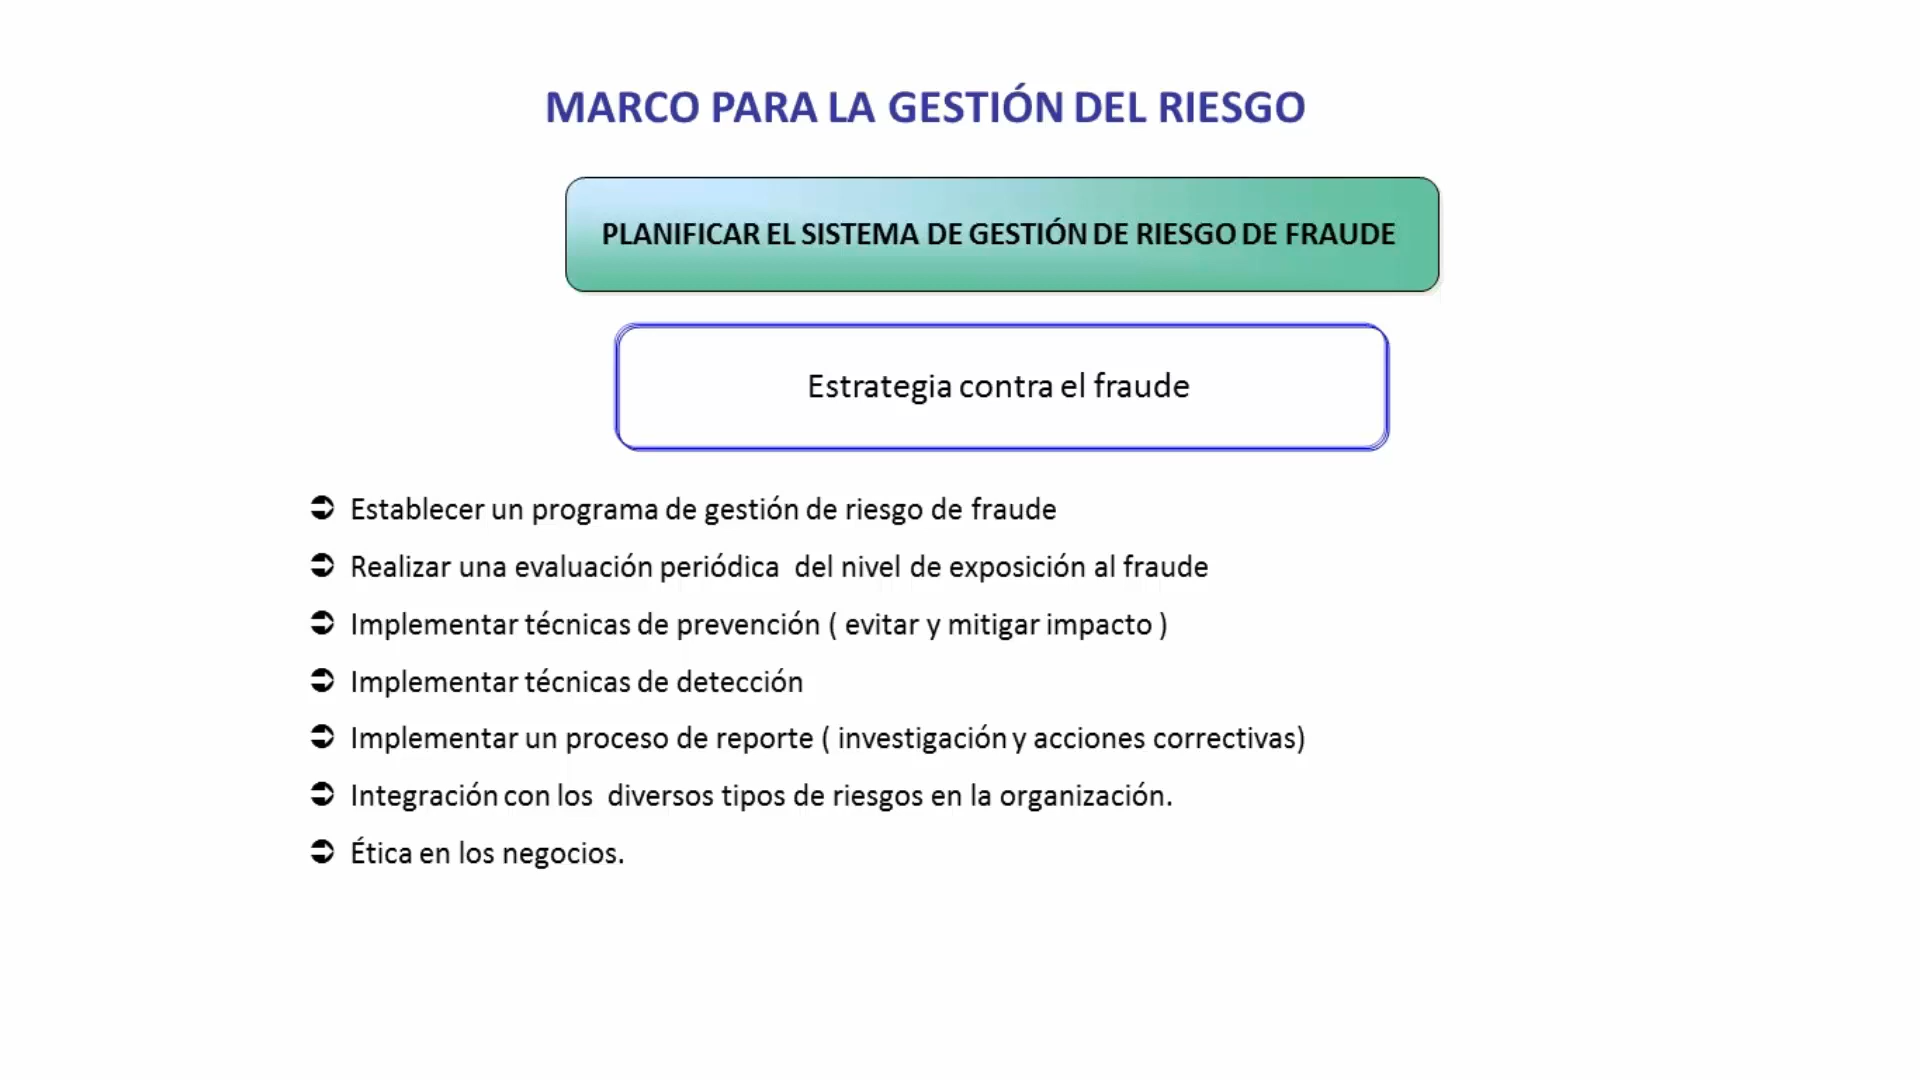 MARCO PARA LA GESTIÓN DEL RIESGO
PLANIFICAR EL SISTEMA DE GESTIÓN DE RIESGO DE FRAUDE
Estrategia contra el fraude
Establecer un programa de gestión de riesgo de fraude
Realizar una evaluación periódica  del nivel de exposición al fraude
Implementar técnicas de prevención ( evitar y mitigar impacto )
Implementar técnicas de detección
Implementar un proceso de reporte ( investigación y acciones correctivas)
Integración con los  diversos tipos de riesgos en la organización.
Ética en los negocios.